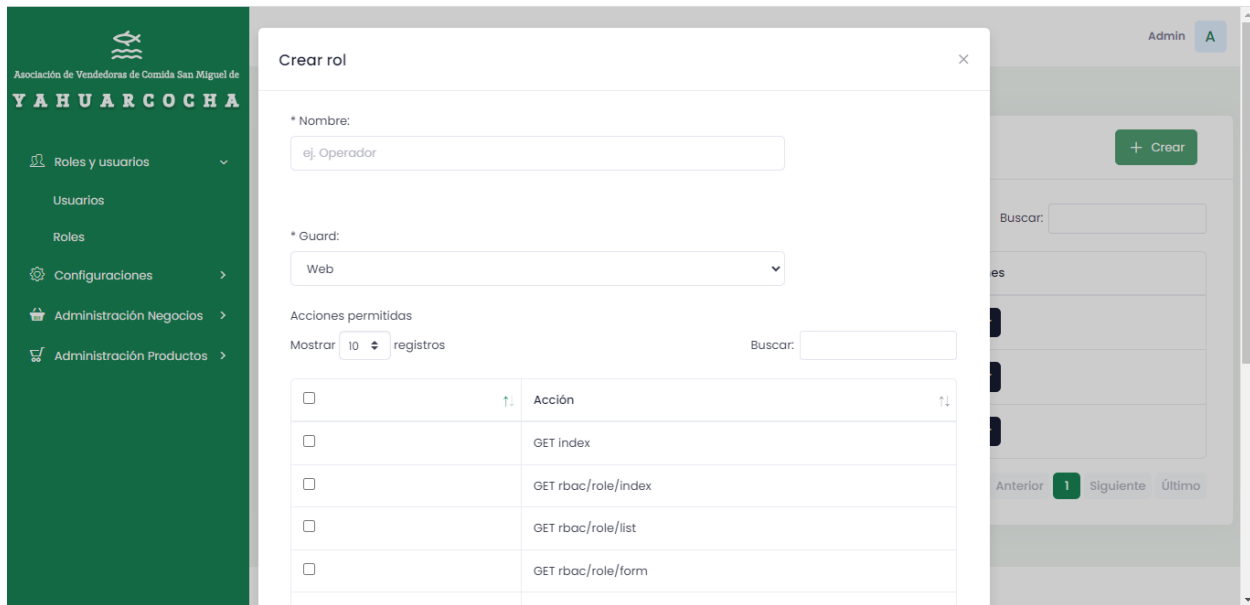 Asociación de Vendedoras de Comida San Miguel de
YAHUARCOCHA
Roles y usuarios
Usuarios
Roles
Configuraciones
Administración Negocios
Administración Productos
Crear rol
* Nombre:
ej. Operador
* Guard:
Web
Acciones permitidas
Mostrar 10 registros
Buscar:
Acción
GET index
GET rbac/role/index
GET rbac/role/list
GET rbac/role/form
Admin A
+ Crear
Buscar:
es
Anterior 1 Siguiente Último